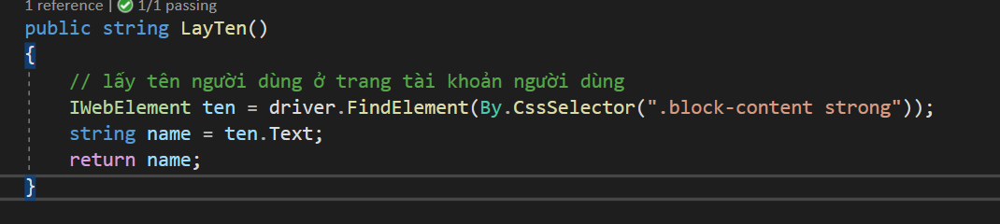 1 reference | 1/1 passing
public string LayTen()
{
// lấy tên người dùng ở trang tài khoản người dùng
IWebElement ten = driver.FindElement(By.CssSelector(".block-content strong"));
string name = ten.Text;
return name;
}